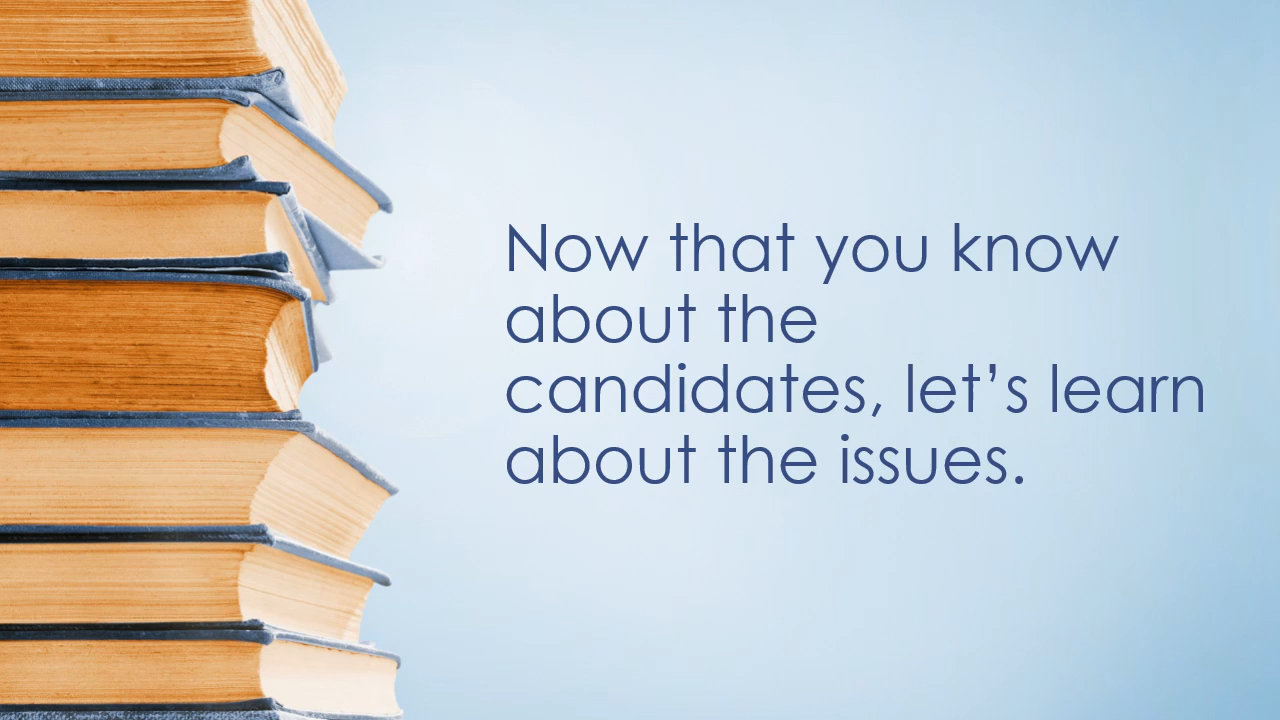 Now that you know
about the
candidates, let’s learn
about the issues.